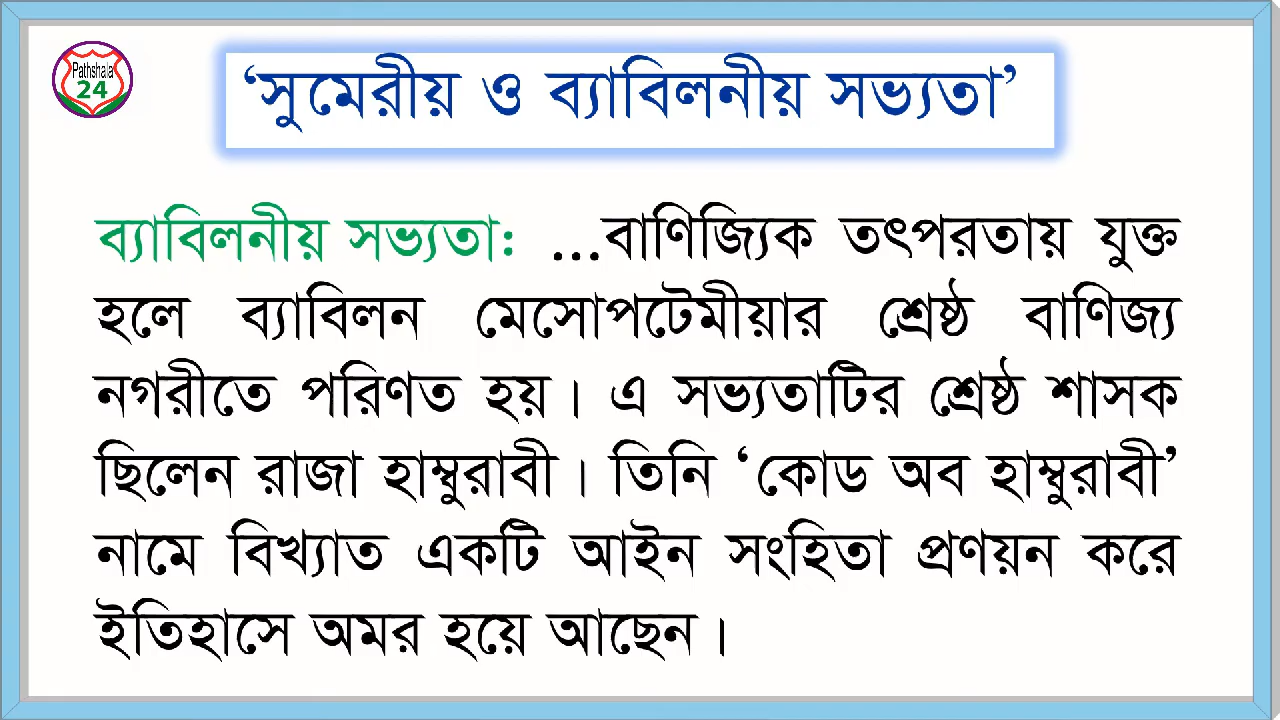 Pathshala
24
‘সুমেরীয় ও ব্যাবিলনীয় সভ্যতা’
ব্যাবিলনীয় সভ্যতা: ...বাণিজ্যিক তৎপরতায় যুক্ত
হলে ব্যাবিলন মেসোপটেমীয়ার শ্রেষ্ঠ বাণিজ্য
নগরীতে পরিণত হয়। এ সভ্যতাটির শ্রেষ্ঠ শাসক
ছিলেন রাজা হাম্বুরাবী। তিনি ‘কোড অব হাম্বুরাবী’
নামে বিখ্যাত একটি আইন সংহিতা প্রণয়ন করে
ইতিহাসে অমর হয়ে আছেন।